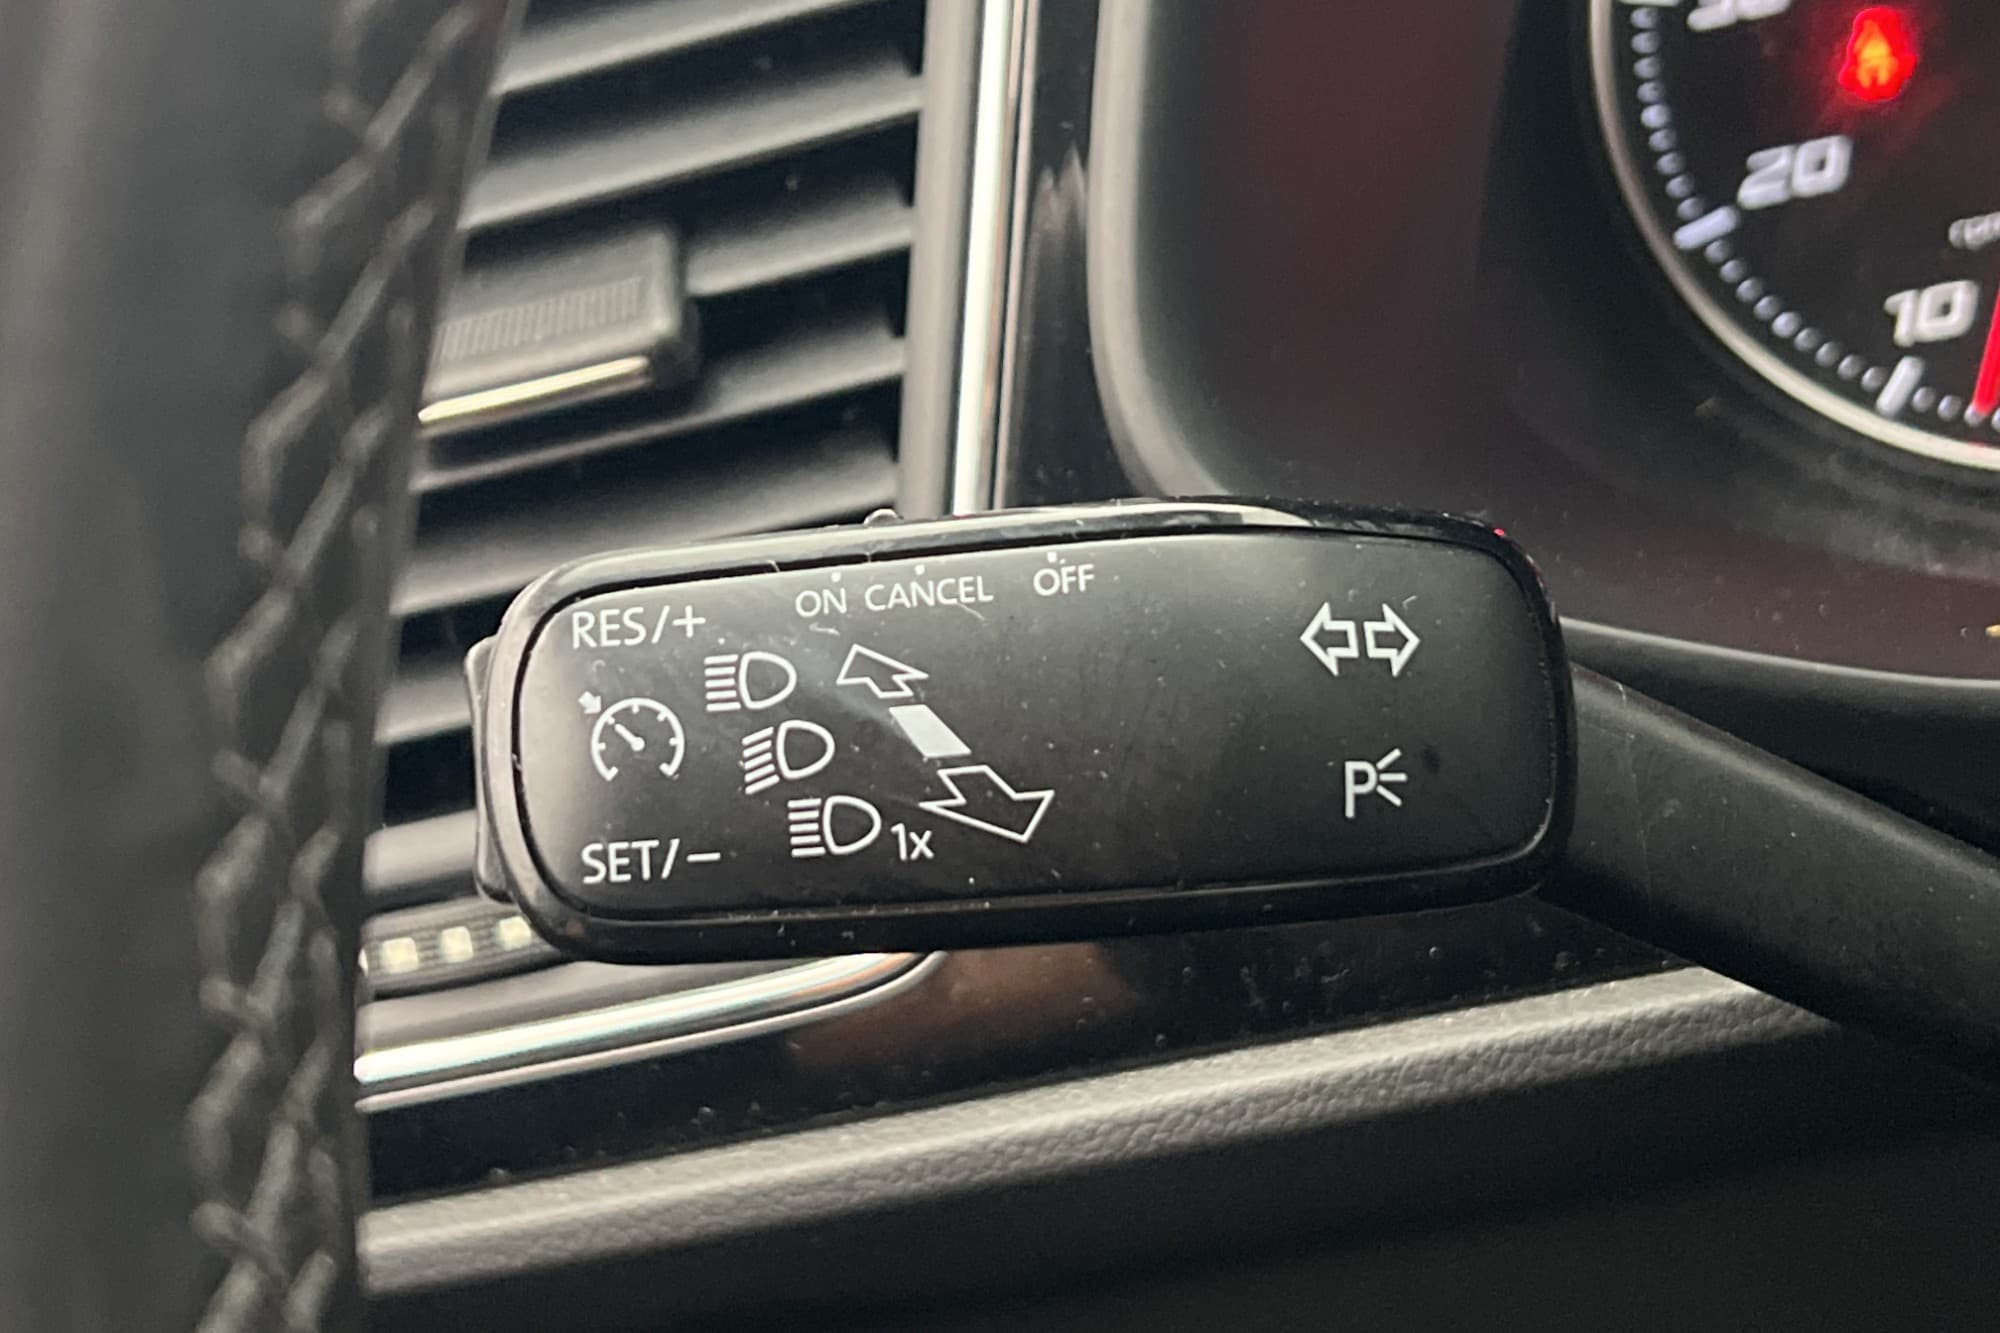 20
10
ON CANCEL OFF
RES/+
1x
SET/−
P